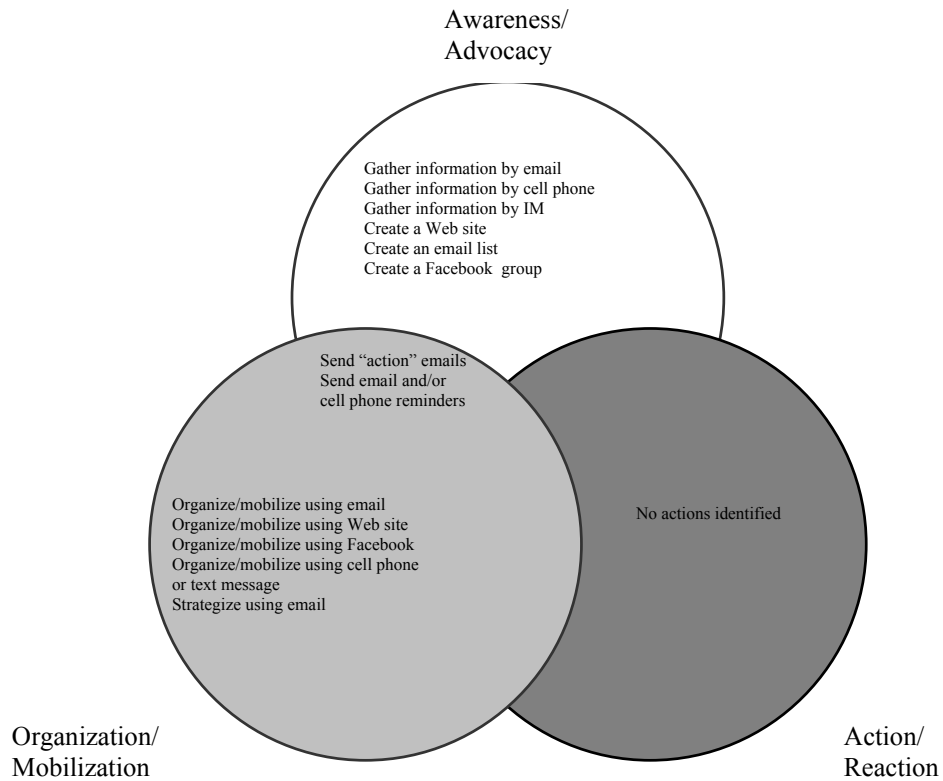 Awareness/
Advocacy
Gather information by email
Gather information by cell phone
Gather information by IM
Create a Web site
Create an email list
Create a Facebook  group
Send “action” emails
Send email and/or
cell phone reminders
Organize/mobilize using email
Organize/mobilize using Web site
Organize/mobilize using Facebook
Organize/mobilize using cell phone
or text message
Strategize using email
No actions identified
Organization/
Mobilization
Action/
Reaction